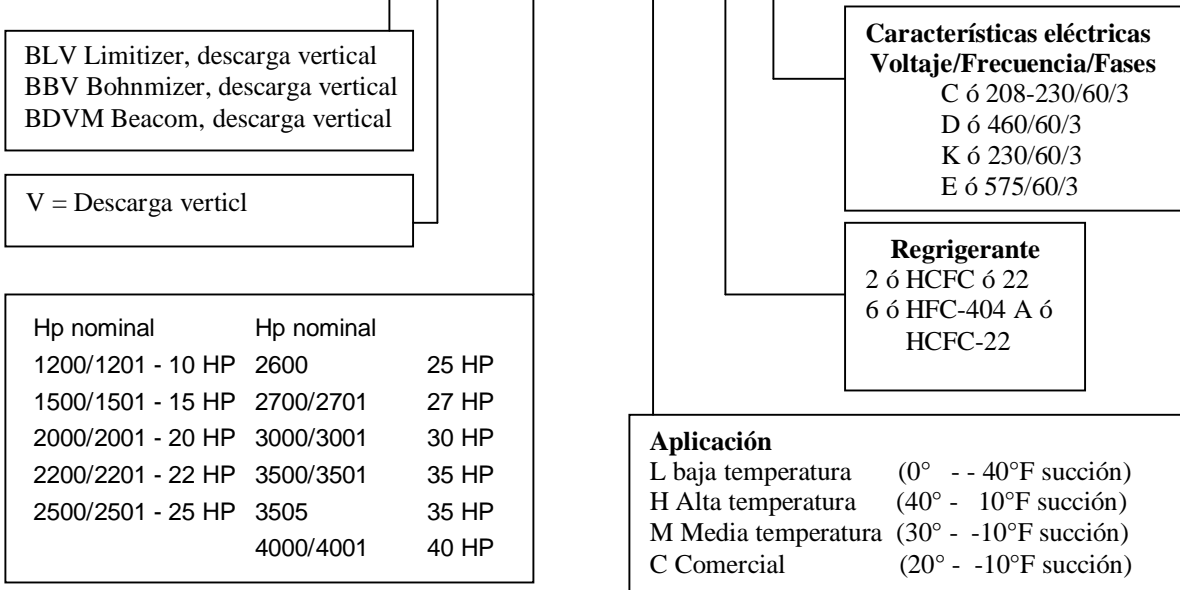 BLV Limitizer, descarga vertical
BBV Bohnmizer, descarga vertical
BDVM Beacom, descarga vertical
V = Descarga verticl
Hp nominal Hp nominal
1200/1201 - 10 HP 2600 25 HP
1500/1501 - 15 HP 2700/2701 27 HP
2000/2001 - 20 HP 3000/3001 30 HP
2200/2201 - 22 HP 3500/3501 35 HP
2500/2501 - 25 HP 3505 35 HP
4000/4001 40 HP
Características eléctricas
Voltaje/Frecuencia/Fases
C ó 208-230/60/3
D ó 460/60/3
K ó 230/60/3
E ó 575/60/3
Regrigerante
2 ó HCFC ó 22
6 ó HFC-404 A ó
HCFC-22
Aplicación
L baja temperatura (0° - - 40°F succión)
H Alta temperatura (40° - 10°F succión)
M Media temperatura (30° - -10°F succión)
C Comercial (20° - -10°F succión)